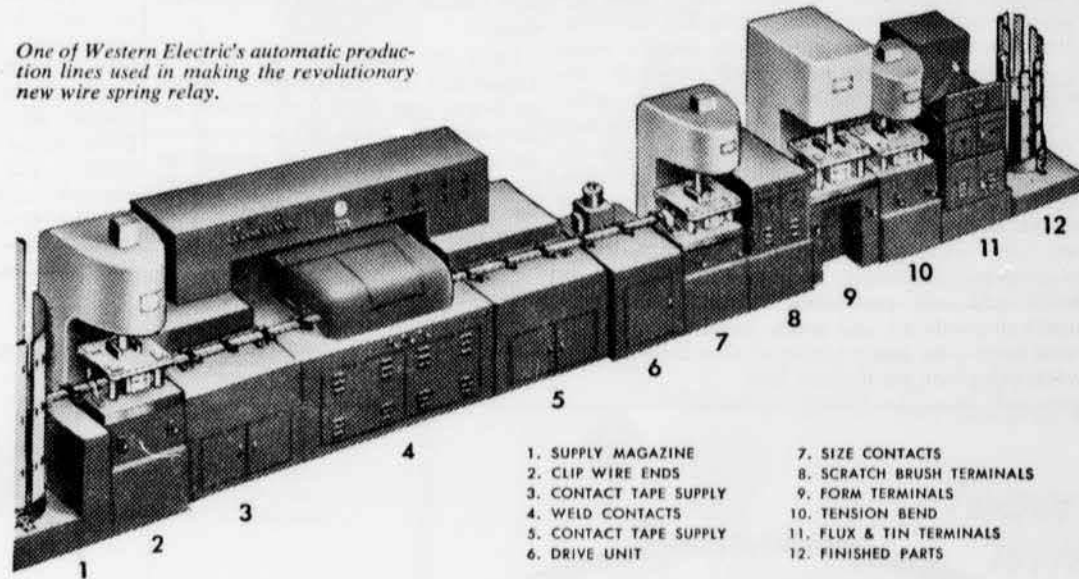 One of Western Electric's automatic produc-
tion lines used in making the revolutionary
new wire spring relay.
1
2
3
4
5
6
7
8
9
10
11
12
1. SUPPLY MAGAZINE
2. CLIP WIRE ENDS
3. CONTACT TAPE SUPPLY
4. WELD CONTACTS
5. CONTACT TAPE SUPPLY
6. DRIVE UNIT
7. SIZE CONTACTS
8. SCRATCH BRUSH TERMINALS
9. FORM TERMINALS
10. TENSION BEND
11. FLUX & TIN TERMINALS
12. FINISHED PARTS